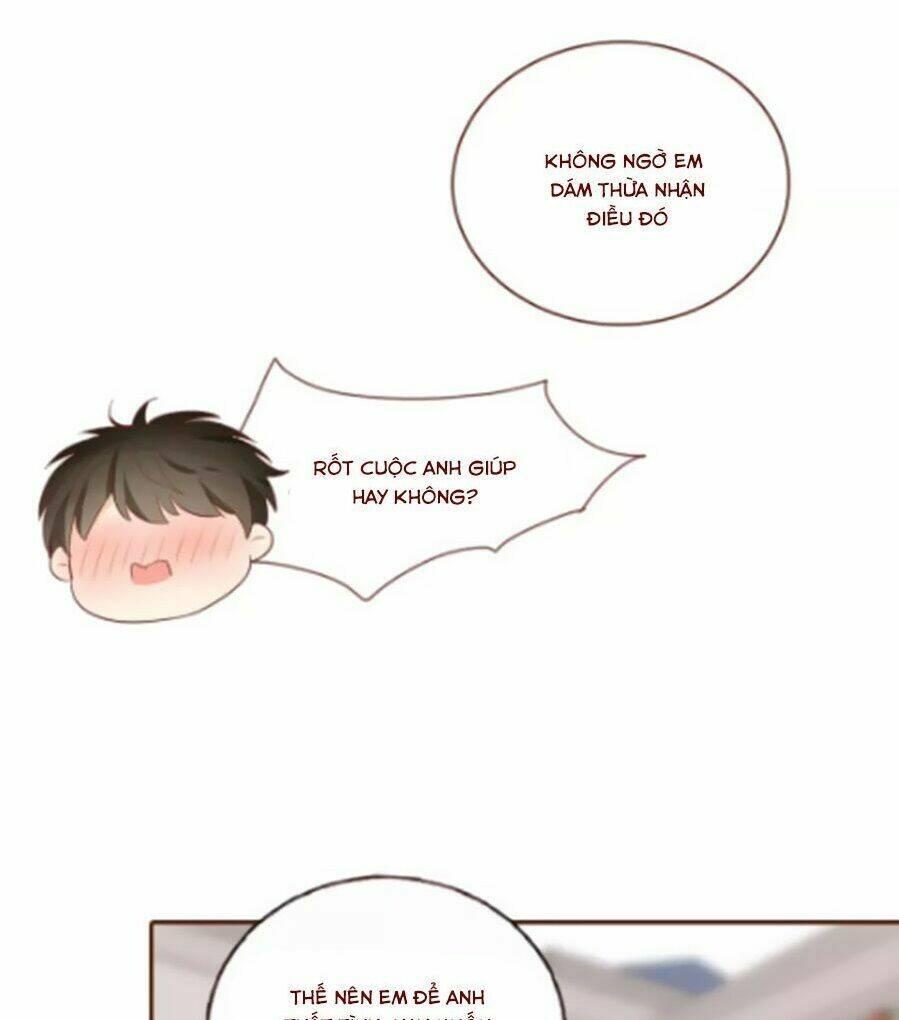 KHÔNG NGỜ EM
DÁM THỪA NHẬN
ĐIỀU ĐÓ
RỐT CUỘC ANH GIÚP
HAY KHÔNG?
THẾ NÊN EM ĐỂ ANH